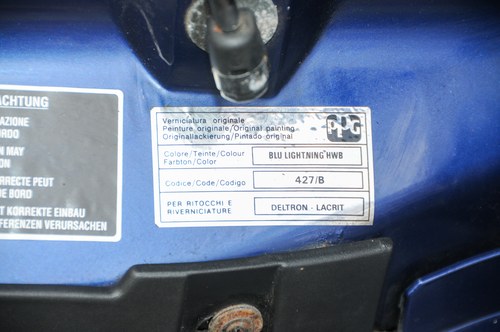 ACHTUNG
AZIONE
ORDO
N MAY
ON
RRECTE PEUT
DE BORD
T KORREKTE EINBAU
FERENZEN VERURSACHEN
Verniciatura originale
Peinture originale/Original painting
Originallackierung/Pintado original
PPG
Colore/Teinte/Colour
Farbton/Color
BLU LIGHTNING HWB
Codice/Code/Codigo
427/B
PER RITOCCHI E
RIVERNICIATURE
DELTRON - LACRIT